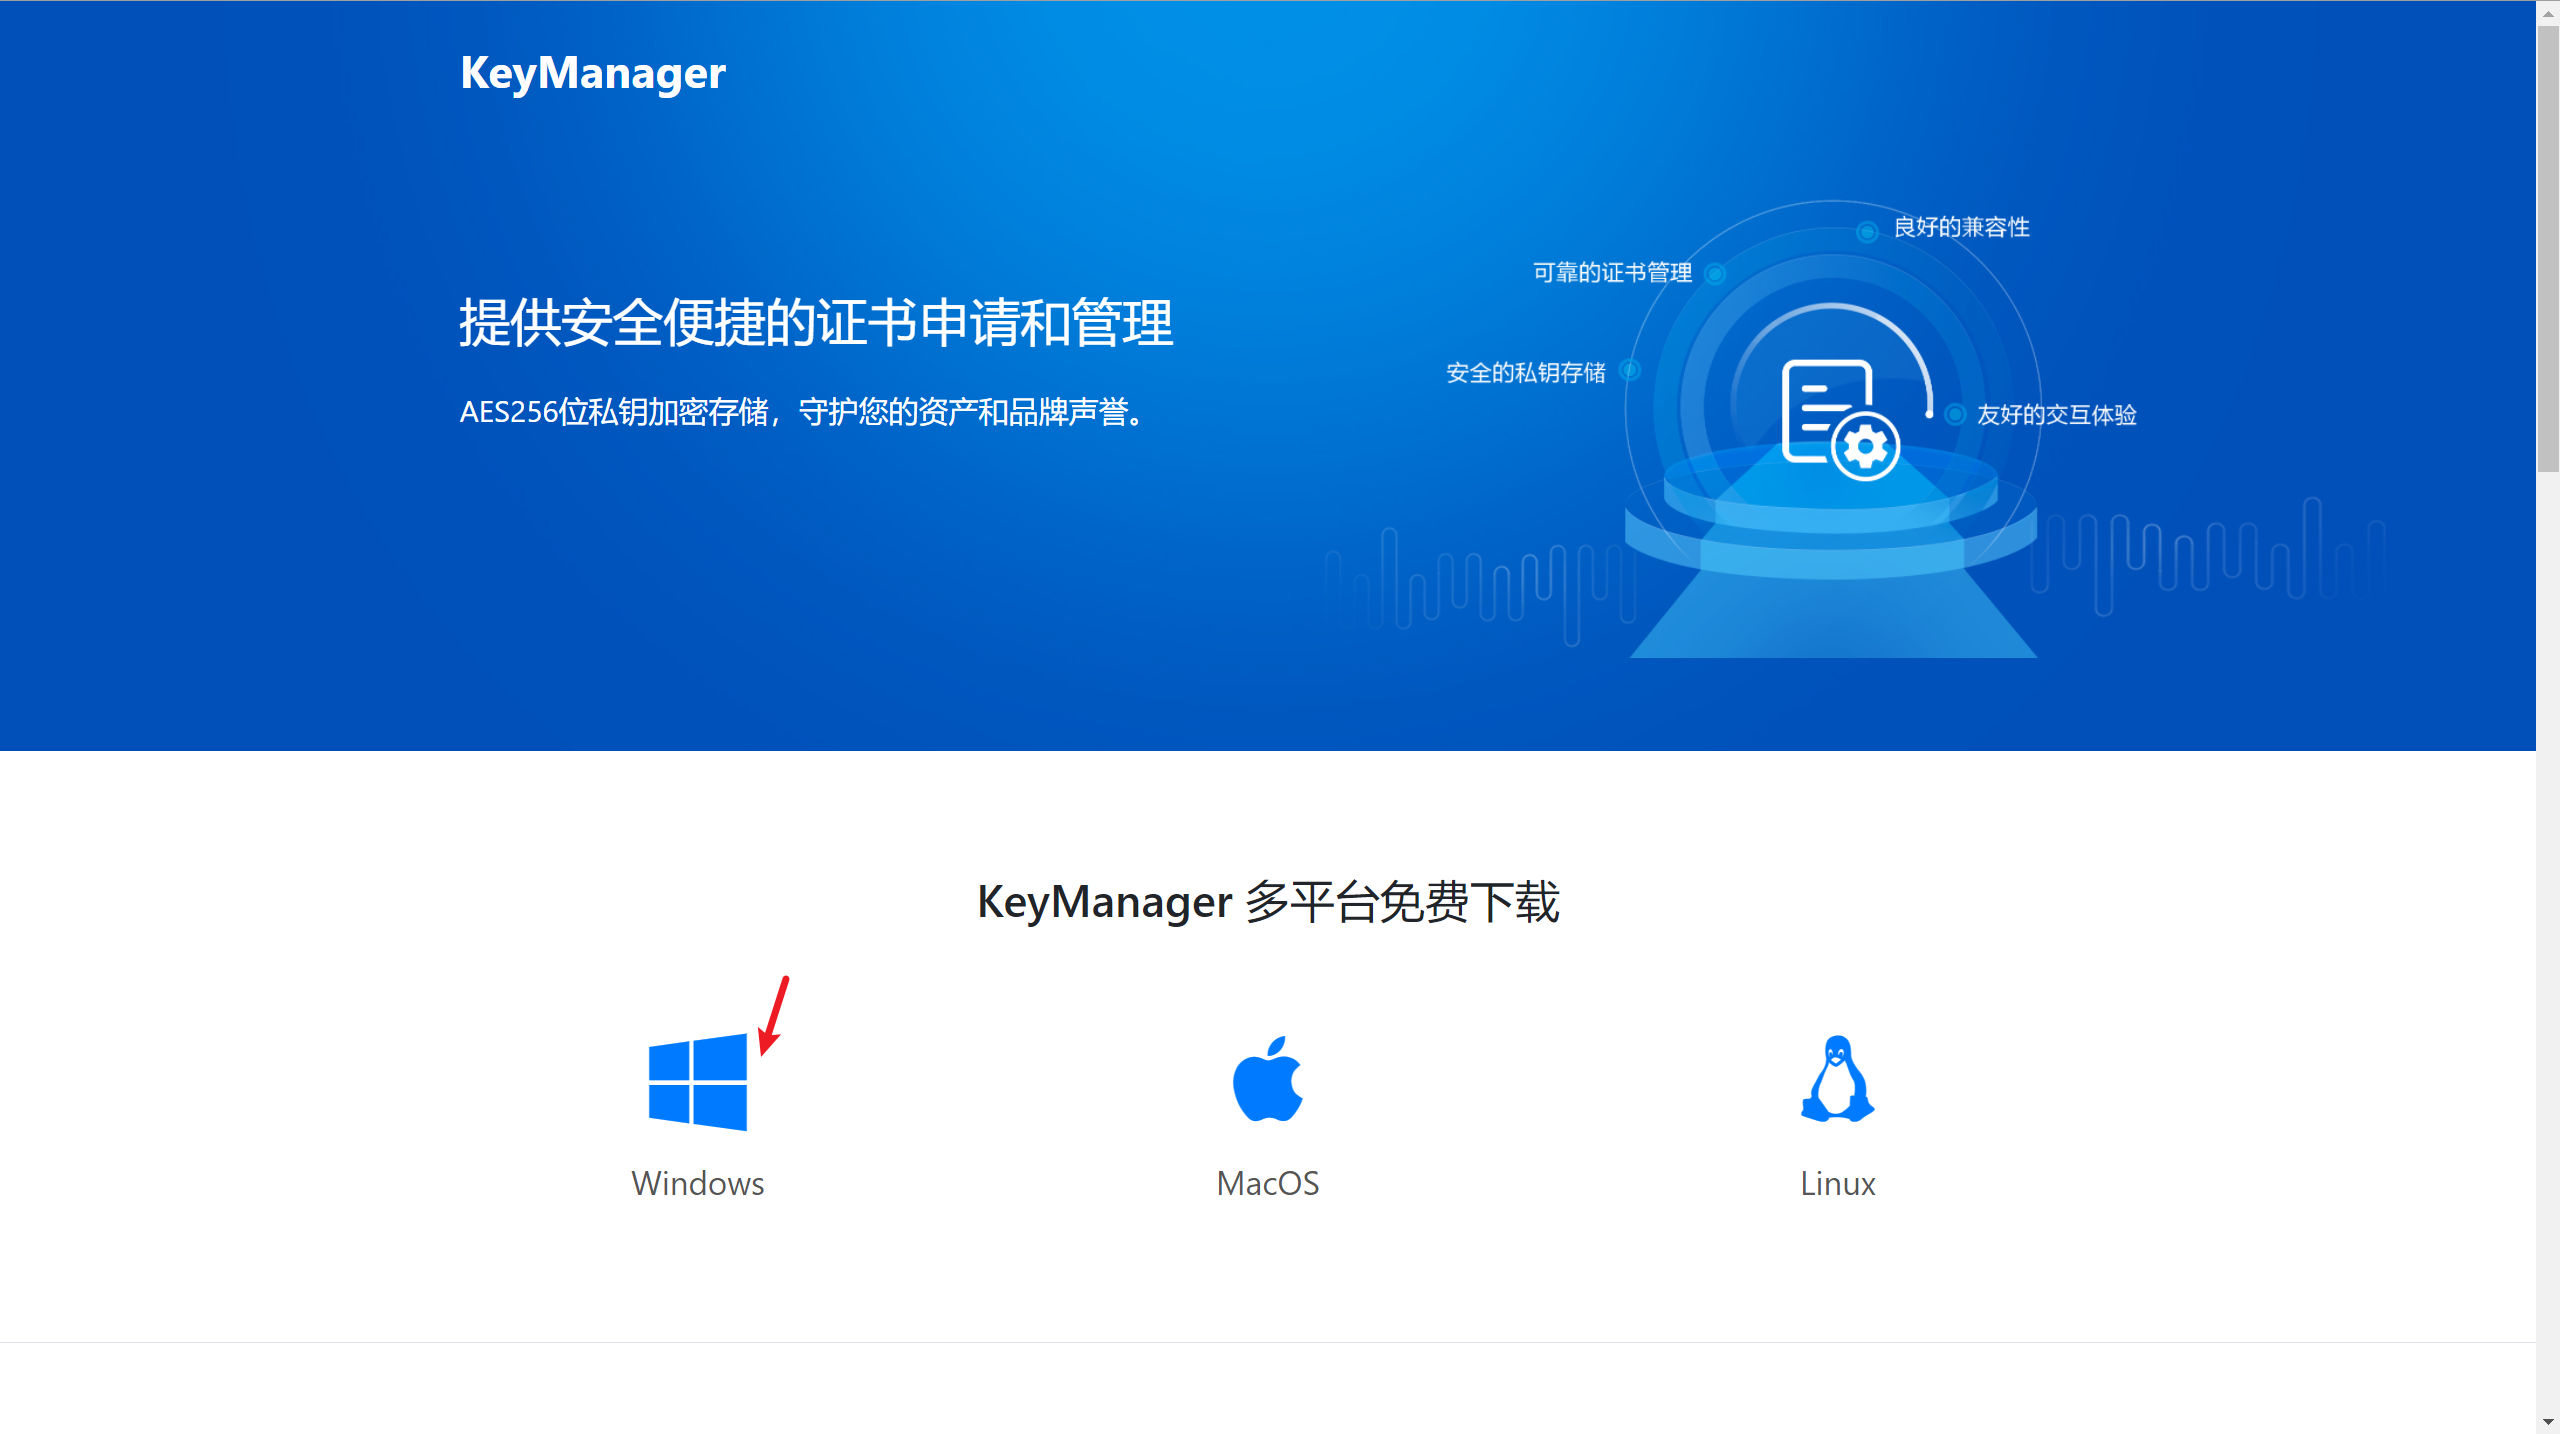 KeyManager
提供安全便捷的证书申请和管理
AES256位私钥加密存储，守护您的资产和品牌声誉。
良好的兼容性
可靠的证书管理
安全的私钥存储
友好的交互体验
KeyManager 多平台免费下载
Windows
MacOS
Linux